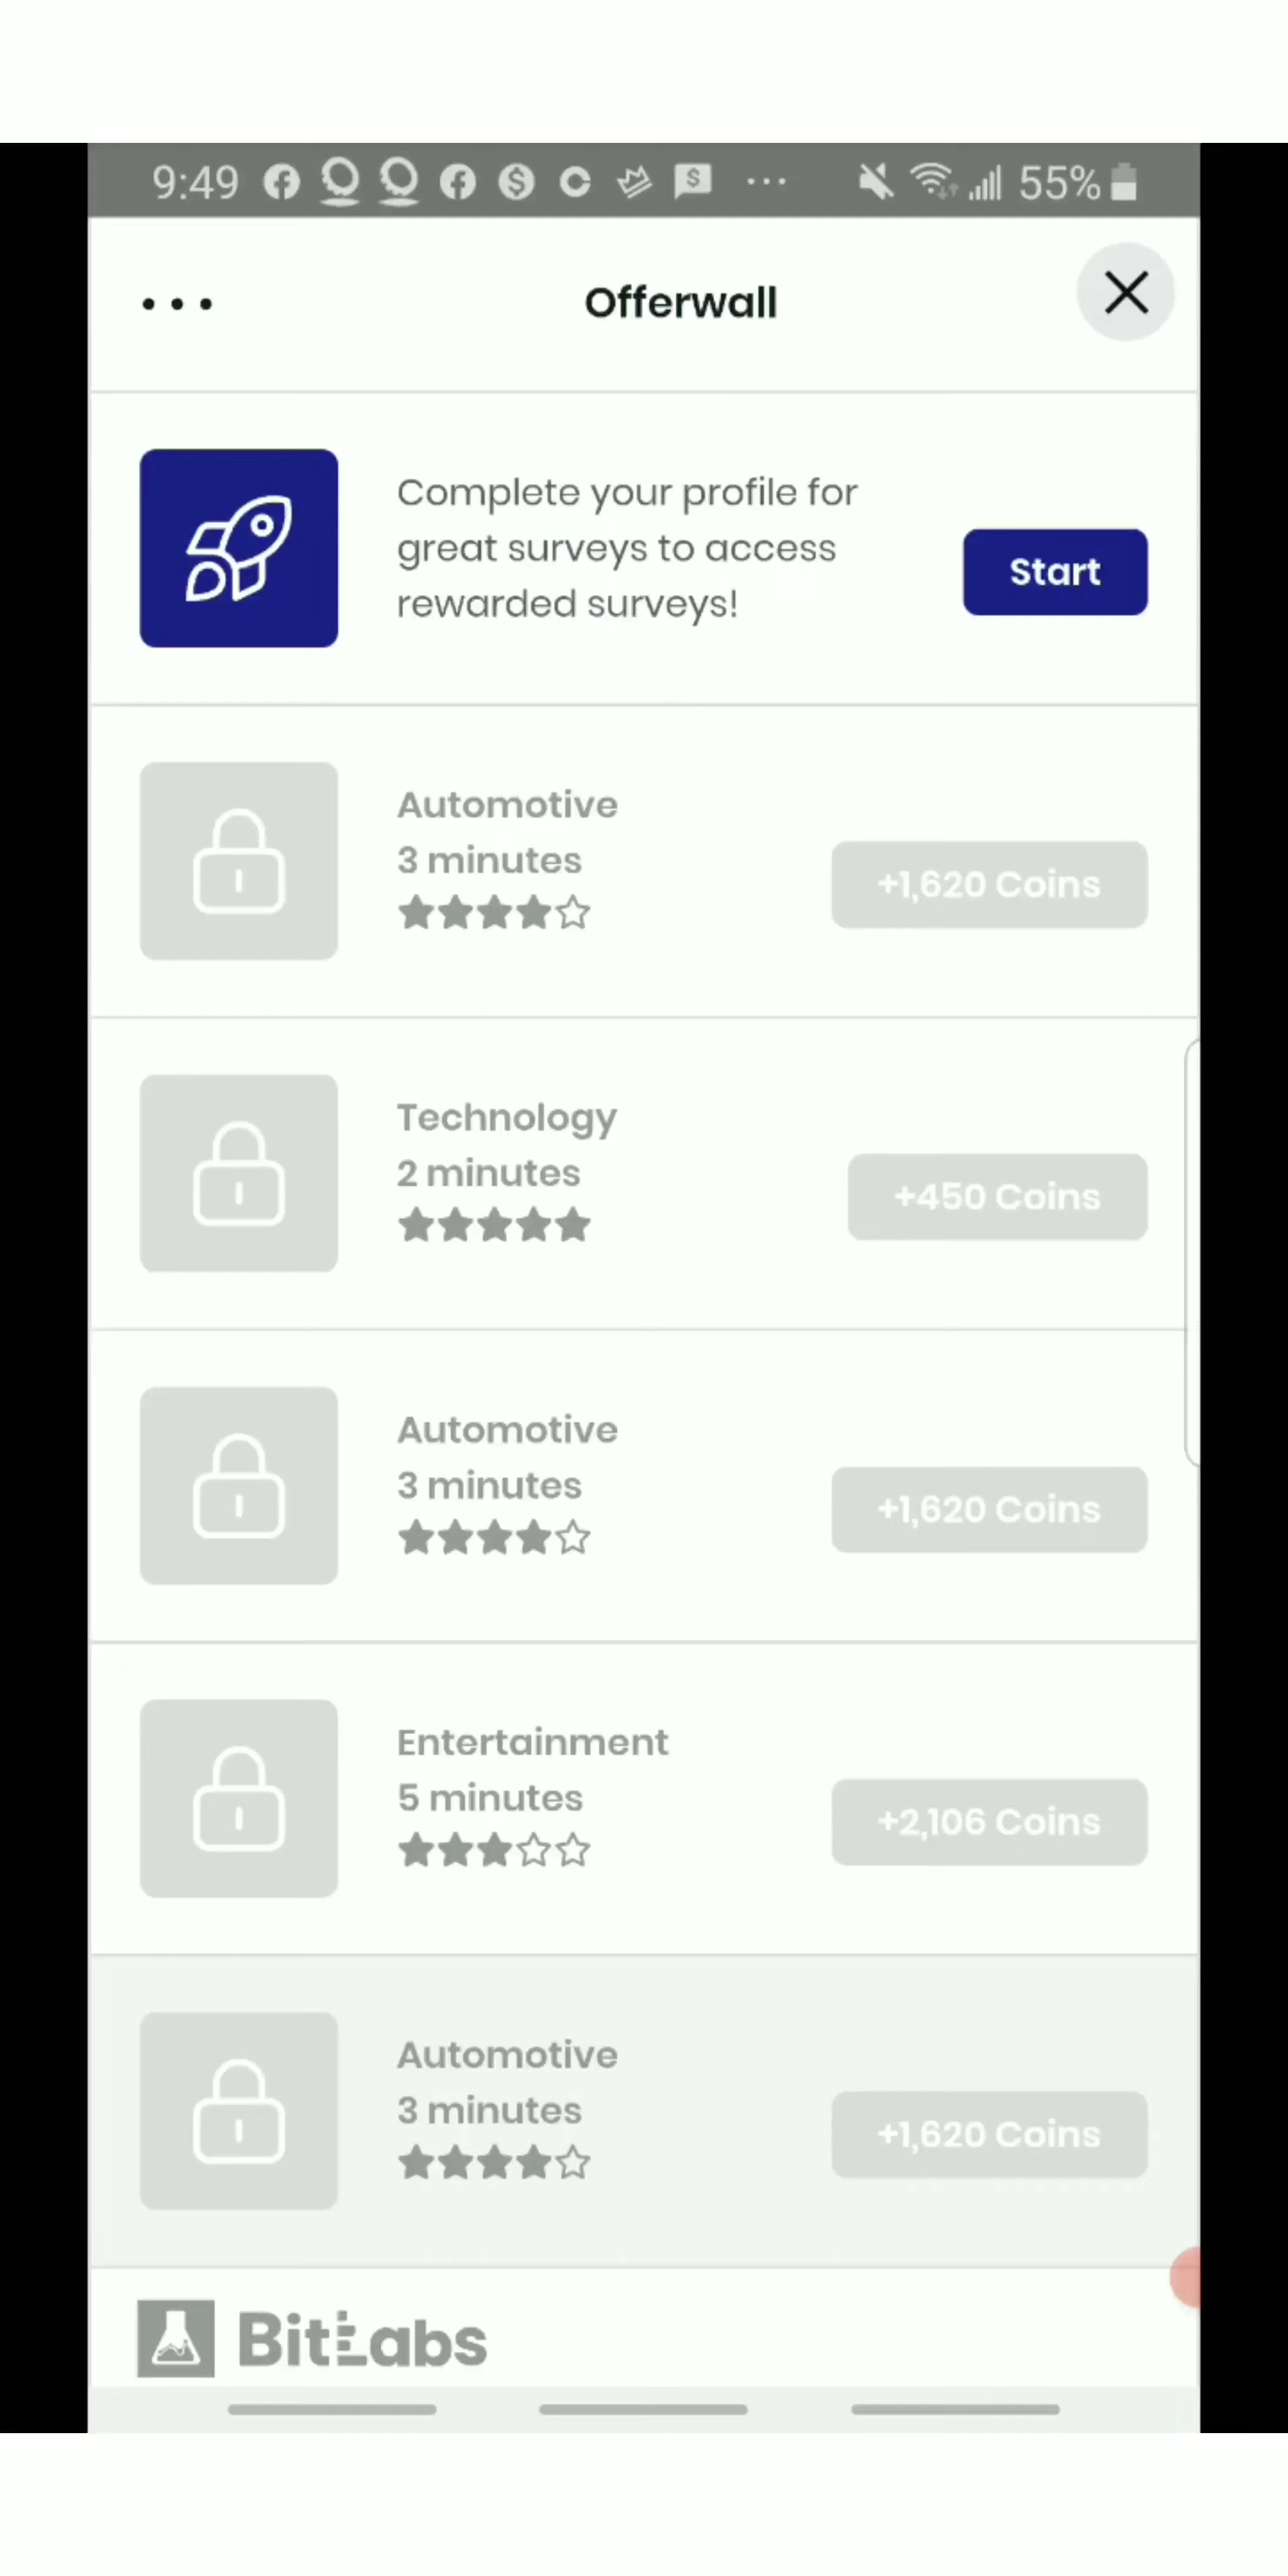 9:49
55%
Offerwall
Complete your profile for
great surveys to access
rewarded surveys!
Start
Automotive
3 minutes
+1,620 Coins
Technology
2 minutes
+450 Coins
Automotive
3 minutes
+1,620 Coins
Entertainment
5 minutes
+2,106 Coins
Automotive
3 minutes
+1,620 Coins
BitLabs